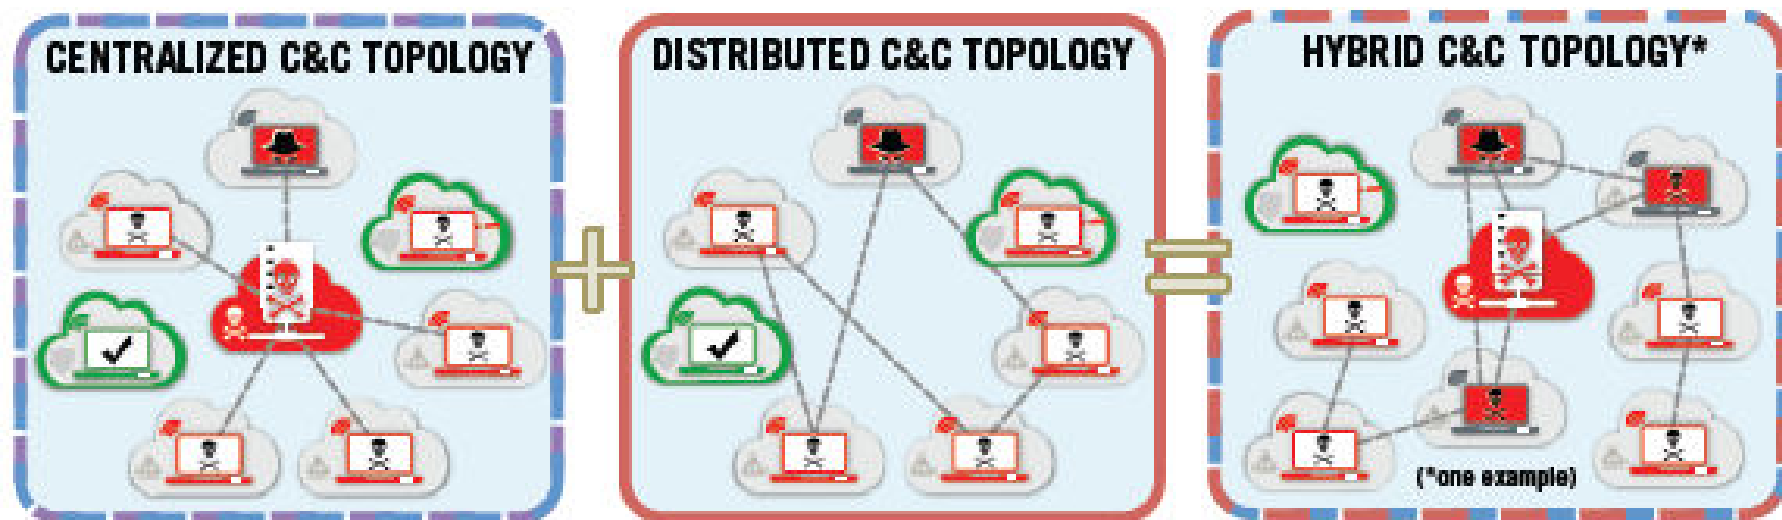 CENTRALIZED C&C TOPOLOGY
DISTRIBUTED C&C TOPOLOGY
HYBRID C&C TOPOLOGY*
(*one example)